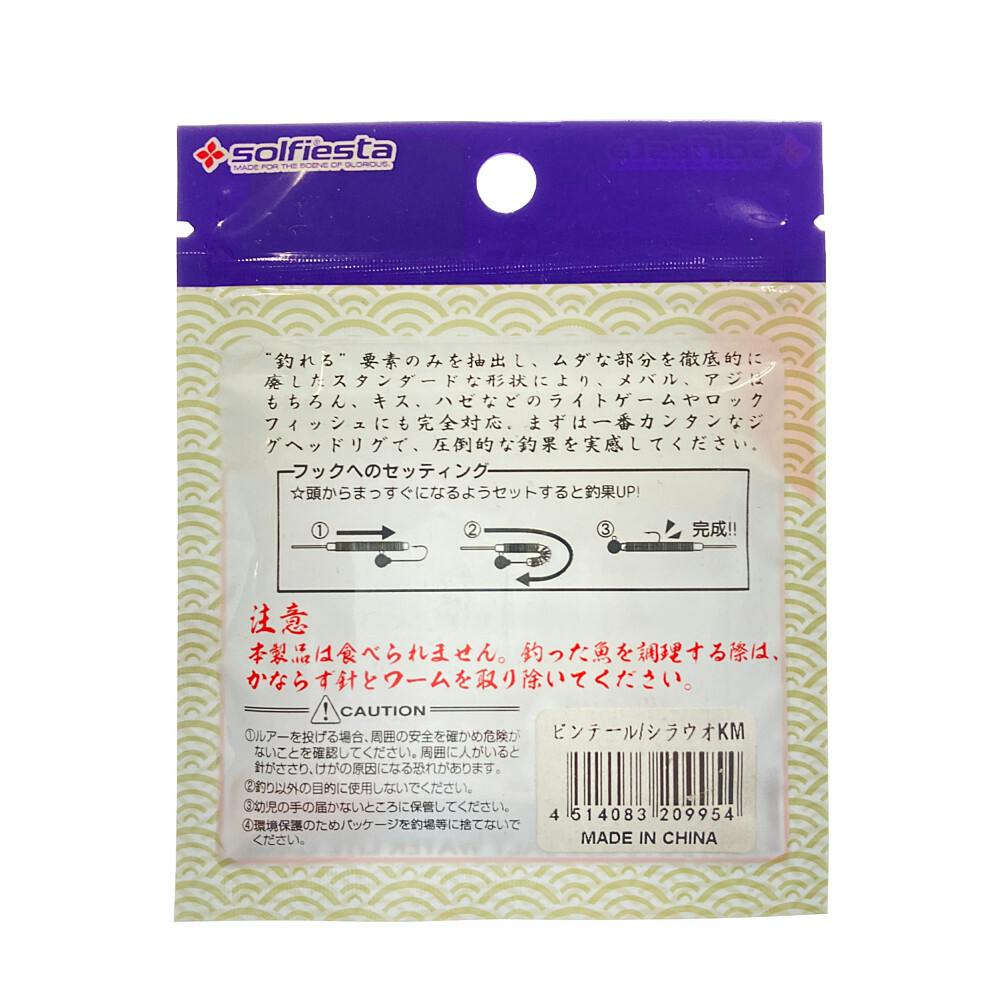 solfiesta
MADE FOR THE SCENE OF GLORIOUS.
"釣れる"要素のみを抽出し、ムダな部分を徹底的に
廃したスタンダードな形状により、メバル、アジは
もちろん、キス、ハゼなどのライトゲームやロック
フィッシュにも完全対応。まずは一番カンタンなジ
グヘッドリグで、圧倒的な釣果を実感してください。
フックへのセッティング
☆頭からまっすぐになるようセットすると釣果UP!
① ② ③ 完成!!
注意
本製品は食べられません。釣った魚を調理する際は、
かならず針とワームを取り除いてください。
CAUTION
①ルアーを投げる場合、周囲の安全を確かめ危険が
ないことを確認してください。周囲に人がいると
針がささり、けがの原因になる恐れがあります。
②釣り以外の目的に使用しないでください。
③幼児の手の届かないところに保管してください。
④環境保護のためパッケージを釣場等に捨てないで
ください。
ピンテール/シラウオKM
4 514083 209954
MADE IN CHINA